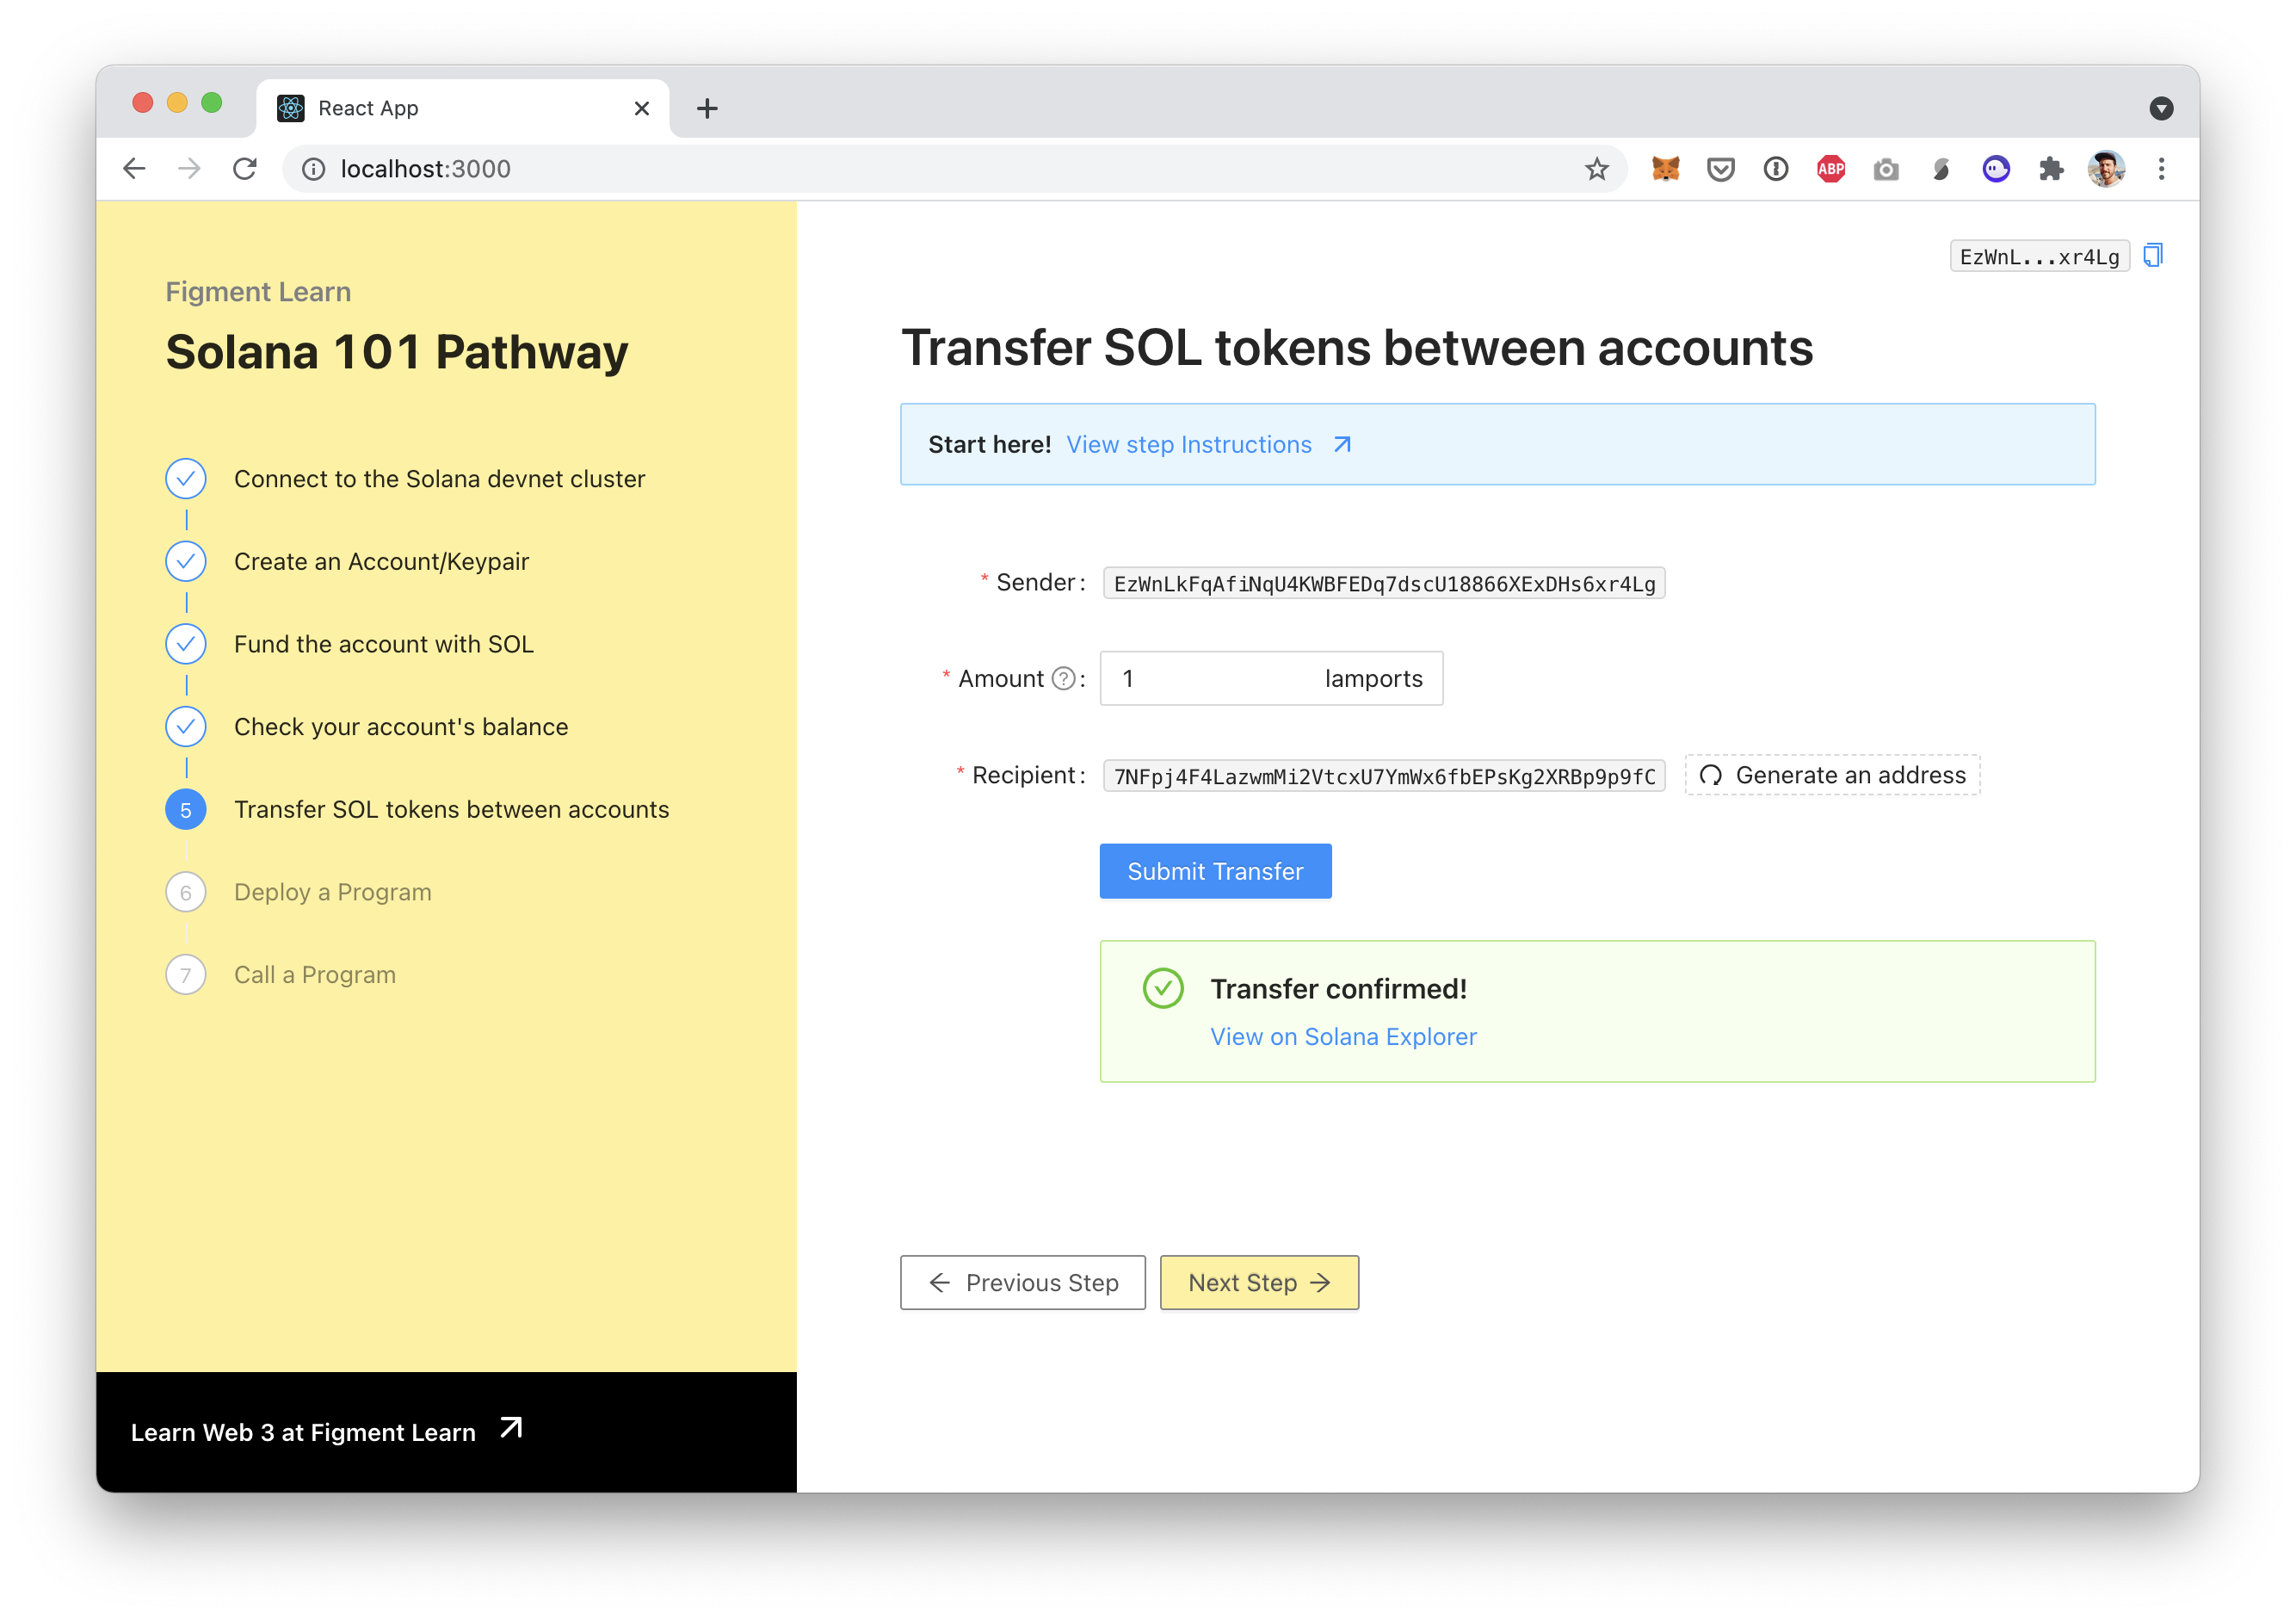 React App
localhost:3000
ABP
EzWnL...xr4Lg
Figment Learn
Solana 101 Pathway
Connect to the Solana devnet cluster
Create an Account/Keypair
Fund the account with SOL
Check your account's balance
5 Transfer SOL tokens between accounts
6 Deploy a Program
7 Call a Program
Learn Web 3 at Figment Learn
Transfer SOL tokens between accounts
Start here! View step Instructions
* Sender: EzWnLkFqAfiNqU4KWBFEDq7dscU18866XExDHs6xr4Lg
* Amount ?: 1 lamports
* Recipient: 7NFpj4F4LazwmMi2VtcxU7YmWx6fbEPsKg2XRBp9p9fC Generate an address
Submit Transfer
Transfer confirmed!
View on Solana Explorer
Previous Step Next Step